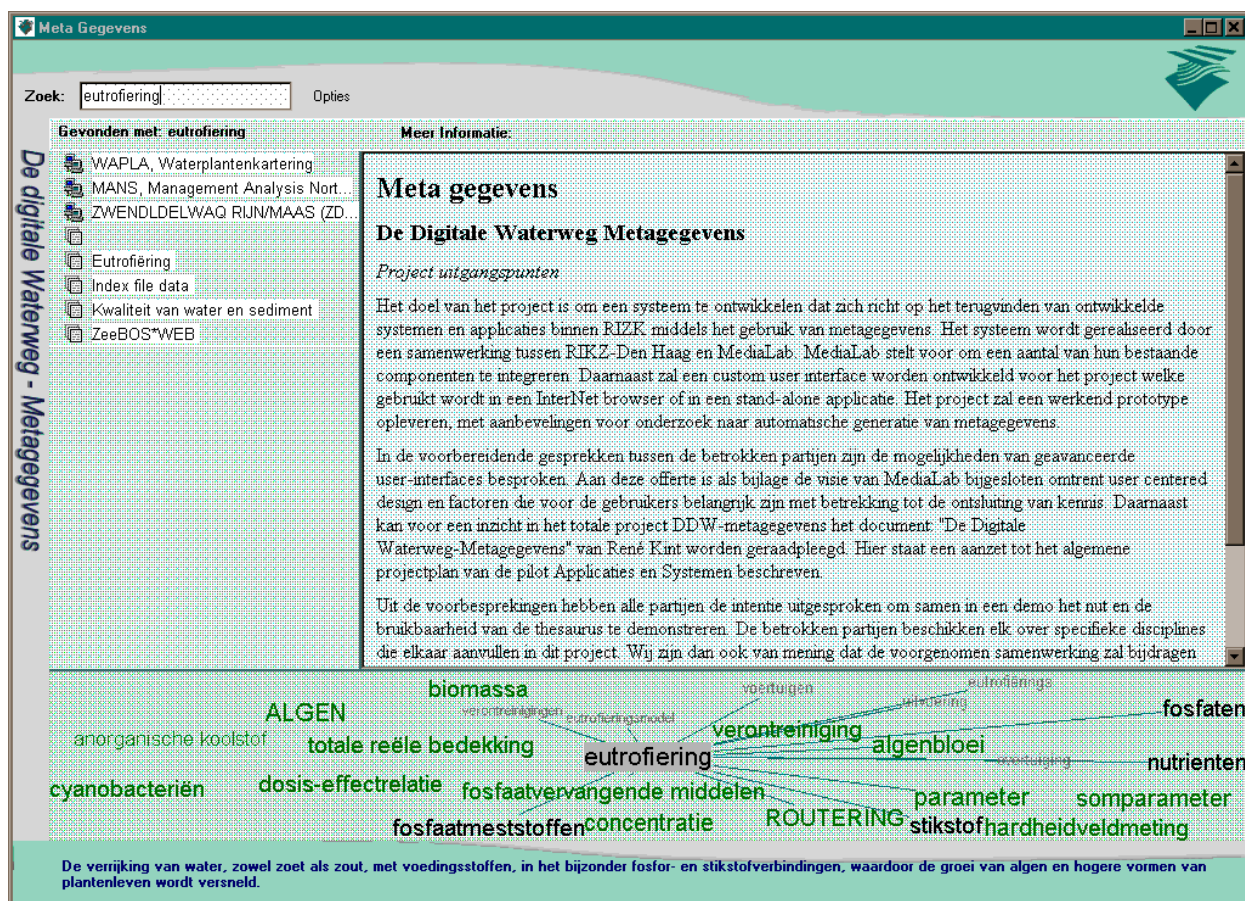 Meta Gegevens
Zoek: eutrofiering Opties
Gevonden met: eutrofiering
Meer Informatie:
De digitale Waterweg - Metagegevens
WAPLA, Waterplantenkartering
MANS, Management Analysis Nort...
ZWENDLDELWAQ RIJN/MAAS (ZD...
Eutrofiëring
Index file data
Kwaliteit van water en sediment
ZeeBOS*WEB
Meta gegevens
De Digitale Waterweg Metagegevens
Project uitgangspunten
Het doel van het project is om een systeem te ontwikkelen dat zich richt op het terugvinden van ontwikkelde
systemen en applicaties binnen RIZK middels het gebruik van metagegevens. Het systeem wordt gerealiseerd door
een samenwerking tussen RIKZ-Den Haag en MediaLab. MediaLab stelt voor om een aantal van hun bestaande
componenten te integreren. Daarnaast zal een custom user interface worden ontwikkeld voor het project welke
gebruikt wordt in een InterNet browser of in een stand-alone applicatie. Het project zal een werkend prototype
opleveren, met aanbevelingen voor onderzoek naar automatische generatie van metagegevens.
In de voorbereidende gesprekken tussen de betrokken partijen zijn de mogelijkheden van geavanceerde
user-interfaces besproken. Aan deze offerte is als bijlage de visie van MediaLab bijgesloten omtrent user centered
design en factoren die voor de gebruikers belangrijk zijn met betrekking tot de ontsluiting van kennis. Daarnaast
kan voor een inzicht in het totale project DDW-metagegevens het document: "De Digitale
Waterweg-Metagegevens" van René Kint worden geraadpleegd. Hier staat een aanzet tot het algemene
projectplan van de pilot Applicaties en Systemen beschreven.
Uit de voorbesprekingen hebben alle partijen de intentie uitgesproken om samen in een demo het nut en de
bruikbaarheid van de thesaurus te demonstreren. De betrokken partijen beschikken elk over specifieke disciplines
die elkaar aanvullen in dit project. Wij zijn dan ook van mening dat de voorgenomen samenwerking zal bijdragen
biomassa voertuigen eutrofiërings
ALGEN verontreinigingen eutrofieringsmodel uitvoering fosfaten
anorganische koolstof totale reële bedekking verontreiniging algenbloei
eutrofiering overtuiging nutrienten
cyanobacteriën dosis-effectrelatie fosfaatvervangende middelen parameter somparameter
fosfaatmeststoffen concentratie ROUTERING stikstof hardheid veldmeting
De verrijking van water, zowel zoet als zout, met voedingsstoffen, in het bijzonder fosfor- en stikstofverbindingen, waardoor de groei van algen en hogere vormen van
plantenleven wordt versneld.